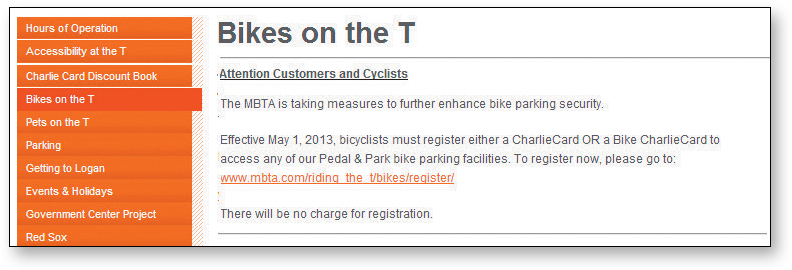 Hours of Operation
Accessibility at the T
Charlie Card Discount Book
Bikes on the T
Pets on the T
Parking
Getting to Logan
Events & Holidays
Government Center Project
Red Sox
Bikes on the T
Attention Customers and Cyclists
The MBTA is taking measures to further enhance bike parking security.
Effective May 1, 2013, bicyclists must register either a CharlieCard OR a Bike CharlieCard to
access any of our Pedal & Park bike parking facilities. To register now, please go to:
www.mbta.com/riding_the_t/bikes/register/
There will be no charge for registration.